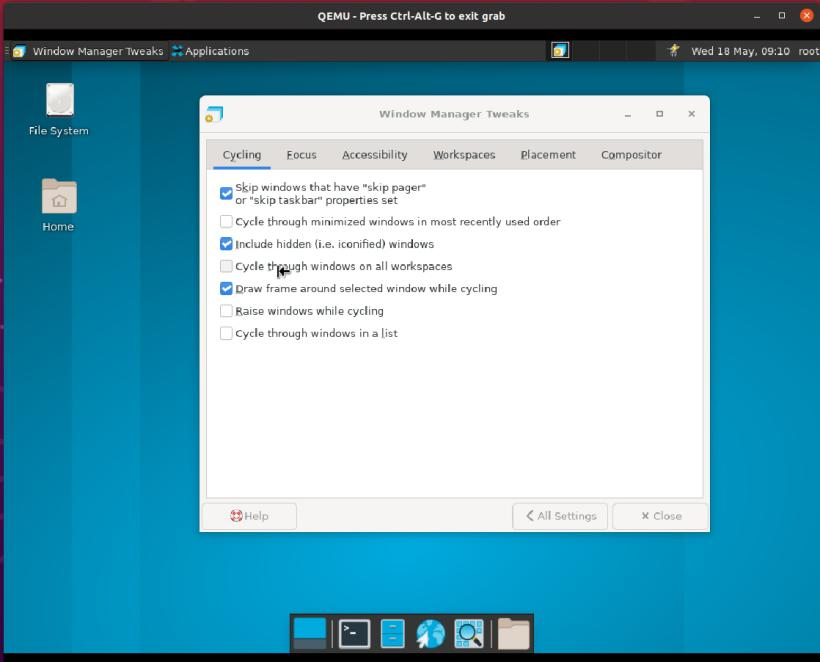 QEMU - Press Ctrl-Alt-G to exit grab
Window Manager Tweaks
Applications
Wed 18 May, 09:10
root
File System
Home
Window Manager Tweaks
Cycling
Focus
Accessibility
Workspaces
Placement
Compositor
Skip windows that have "skip pager"
or "skip taskbar" properties set
Cycle through minimized windows in most recently used order
Include hidden (i.e. iconified) windows
Cycle through windows on all workspaces
Draw frame around selected window while cycling
Raise windows while cycling
Cycle through windows in a list
Help
All Settings
Close